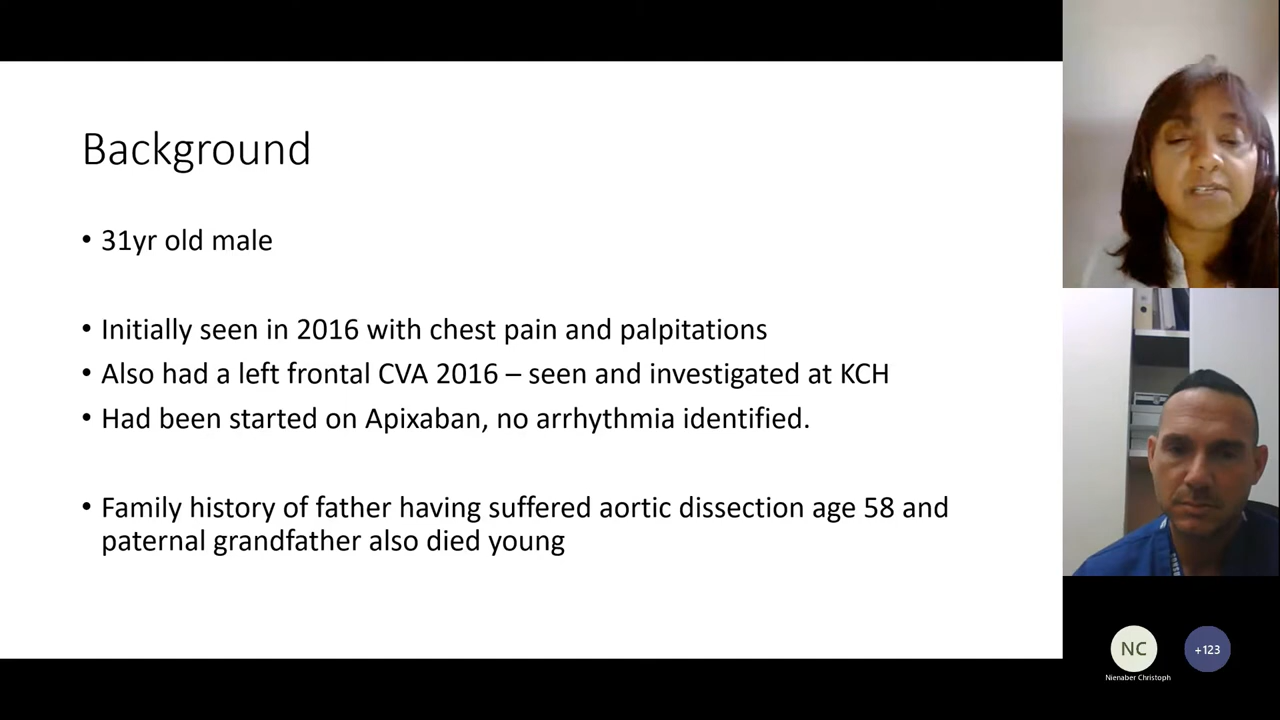 Background
• 31yr old male
• Initially seen in 2016 with chest pain and palpitations
• Also had a left frontal CVA 2016 – seen and investigated at KCH
• Had been started on Apixaban, no arrhythmia identified.
• Family history of father having suffered aortic dissection age 58 and
paternal grandfather also died young
NC
+123
Nienaber Christoph